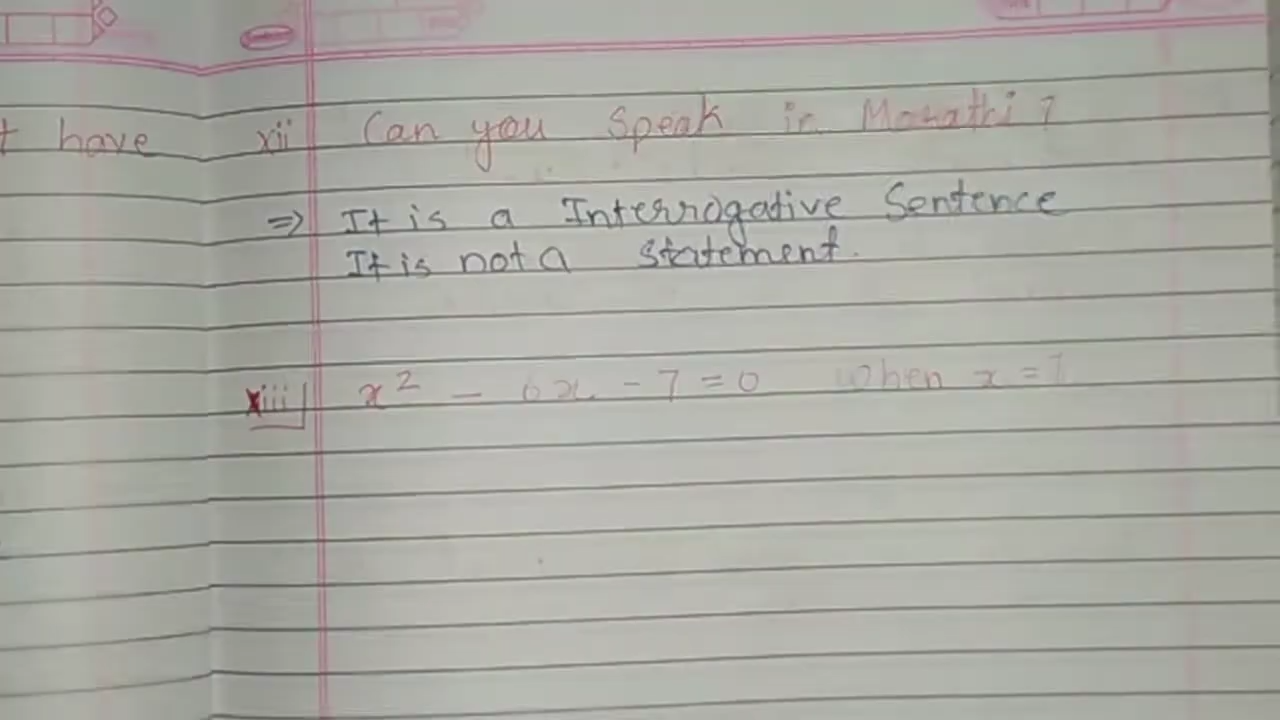 t have
xii Can you Speak in Marathi ?
⇒ It is a Interrogative Sentence
It is not a statement.
xiii x² - 6x - 7 = 0 when x = 7